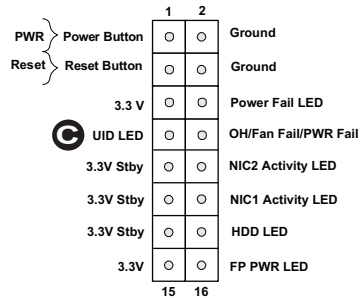 1 2
PWR Power Button Ground
Reset Reset Button Ground
3.3 V Power Fail LED
C UID LED OH/Fan Fail/PWR Fail
3.3V Stby NIC2 Activity LED
3.3V Stby NIC1 Activity LED
3.3V Stby HDD LED
3.3V FP PWR LED
15 16